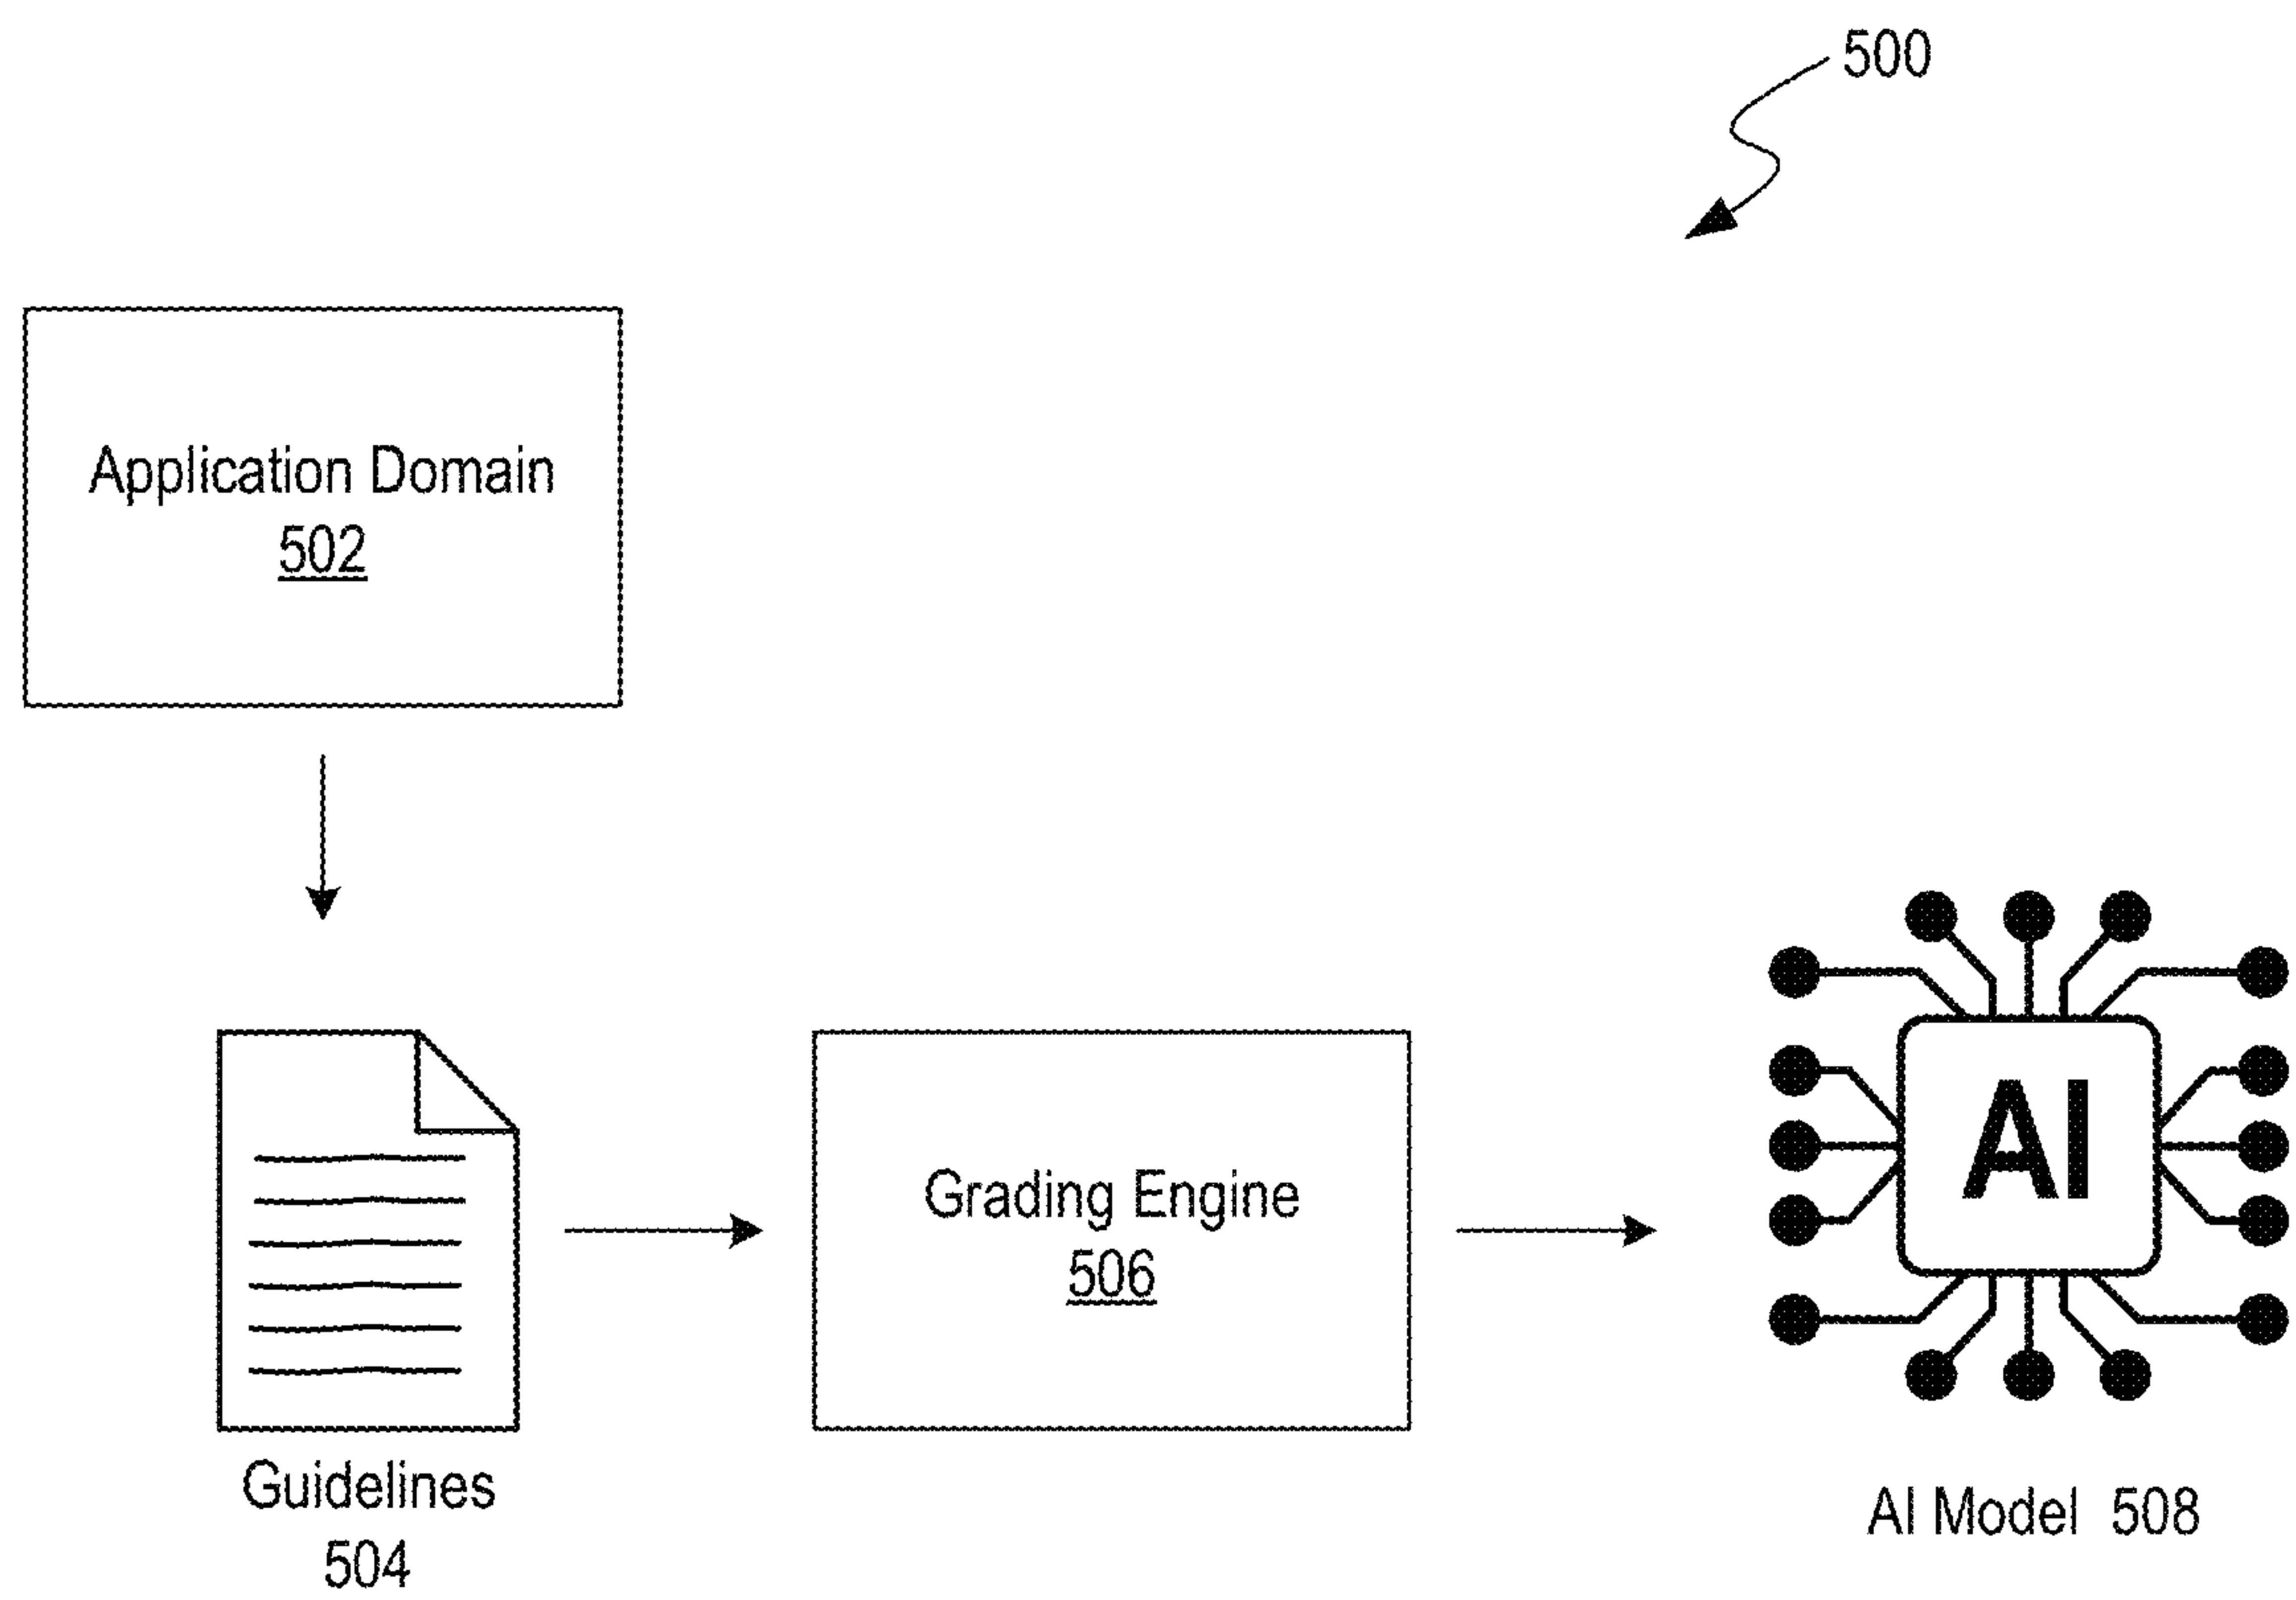 500
Application Domain
502
AI
Grading Engine
506
Guidelines
504
AI Model 508